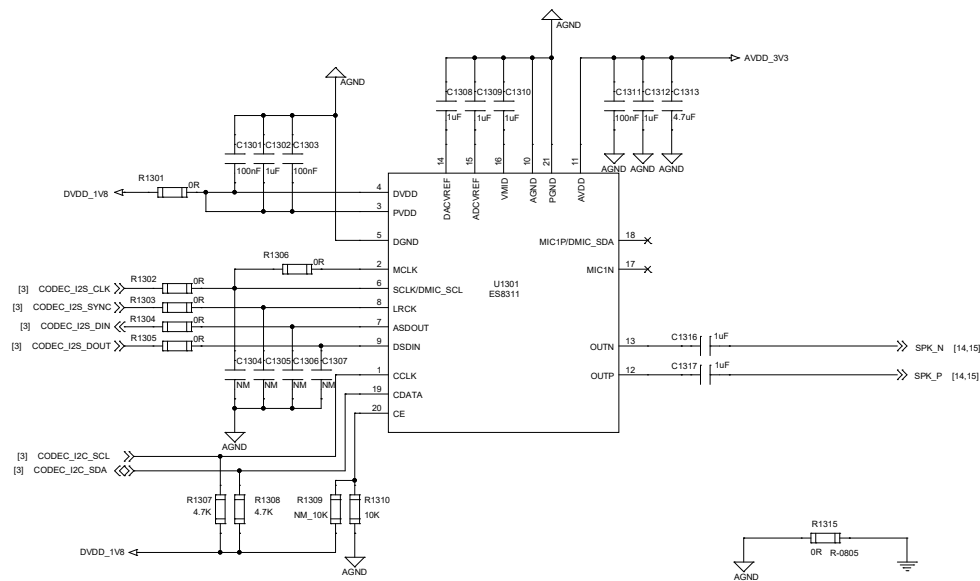 AGND
AVDD_3V3
AGND
C1308 C1309 C1310
1uF 1uF 1uF
C1311 C1312 C1313
100nF 1uF 4.7uF
AGND AGND AGND
C1301 C1302 C1303
100nF 1uF 100nF
14 15 16 10 21 11
DACVREF ADCVREF VMID AGND PGND AVDD
DVDD_1V8
R1301
0R
4 DVDD
3 PVDD
5 DGND
R1306
0R
2 MCLK
6 SCLK/DMIC_SCL
8 LRCK
7 ASDOUT
9 DSDIN
1 CCLK
19 CDATA
20 CE
U1301
ES8311
MIC1P/DMIC_SDA 18
MIC1N 17
OUTN 13
OUTP 12
[3] CODEC_I2S_CLK R1302 0R
[3] CODEC_I2S_SYNC R1303 0R
[3] CODEC_I2S_DIN R1304 0R
[3] CODEC_I2S_DOUT R1305 0R
C1316 1uF SPK_N [14,15]
C1317 1uF SPK_P [14,15]
C1304 C1305 C1306 C1307
NM NM NM NM
AGND
[3] CODEC_I2C_SCL
[3] CODEC_I2C_SDA
R1307 R1308 R1309 R1310
4.7K 4.7K NM_10K 10K
DVDD_1V8
AGND
R1315
0R R-0805
AGND